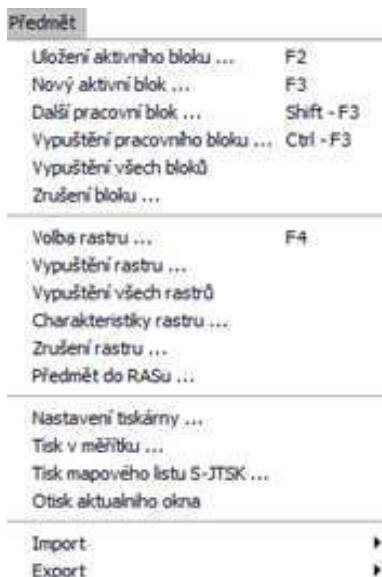 Předmět
Uložení aktivního bloku ... F2
Nový aktivní blok ... F3
Další pracovní blok ... Shift - F3
Vypuštění pracovního bloku ... Ctrl - F3
Vypuštění všech bloků
Zrušení bloku ...
Volba rastru ... F4
Vypuštění rastru ...
Vypuštění všech rastrů
Charakteristiky rastru ...
Zrušení rastru ...
Předmět do RASu ...
Nastavení tiskárny ...
Tisk v měřítku ...
Tisk mapového listu S-JTSK ...
Otisk aktualniho okna
Import
Export